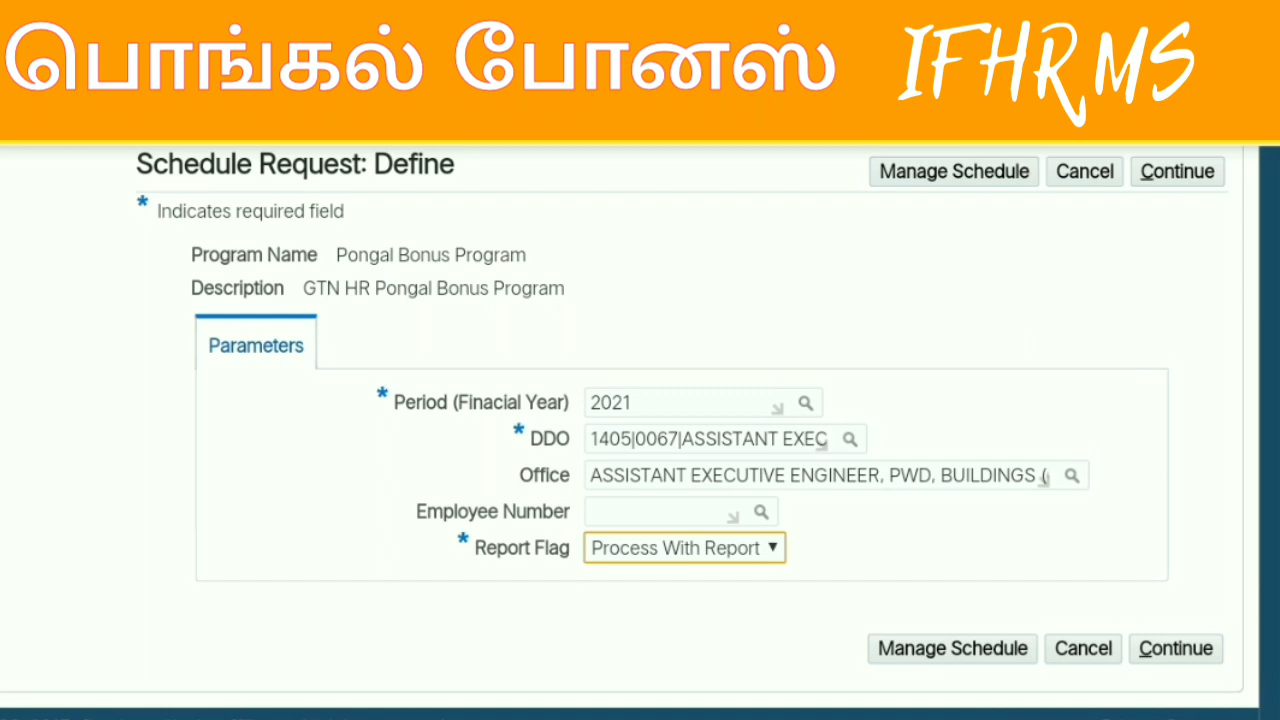 பொங்கல் போனஸ் IFHRMS
Schedule Request: Define
Manage Schedule Cancel Continue
* Indicates required field
Program Name Pongal Bonus Program
Description GTN HR Pongal Bonus Program
Parameters
* Period (Finacial Year) 2021
* DDO 1405|0067|ASSISTANT EXEC
Office ASSISTANT EXECUTIVE ENGINEER, PWD, BUILDINGS (
Employee Number
* Report Flag Process With Report
Manage Schedule Cancel Continue